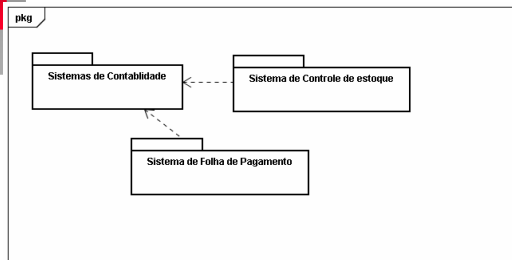 pkg
Sistemas de Contablidade
Sistema de Controle de estoque
Sistema de Folha de Pagamento